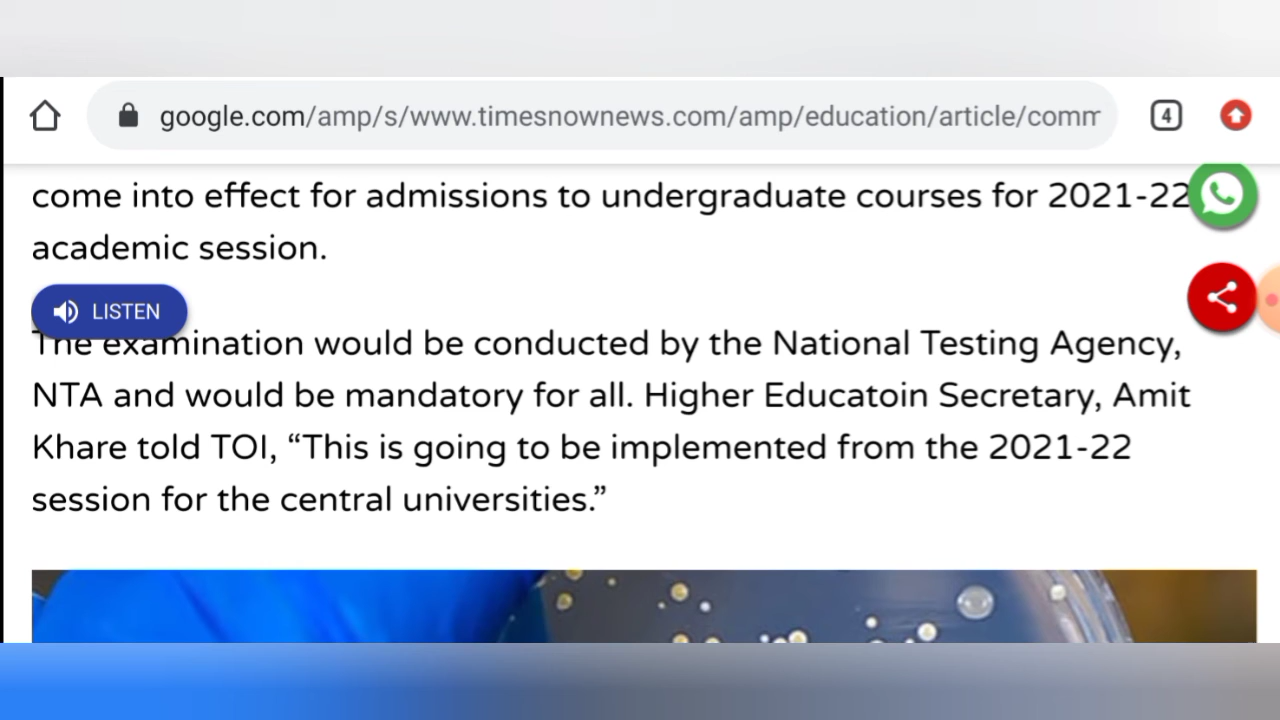 google.com/amp/s/www.timesnownews.com/amp/education/article/comm
4
come into effect for admissions to undergraduate courses for 2021-22
academic session.
LISTEN
The examination would be conducted by the National Testing Agency,
NTA and would be mandatory for all. Higher Educatoin Secretary, Amit
Khare told TOI, “This is going to be implemented from the 2021-22
session for the central universities.”